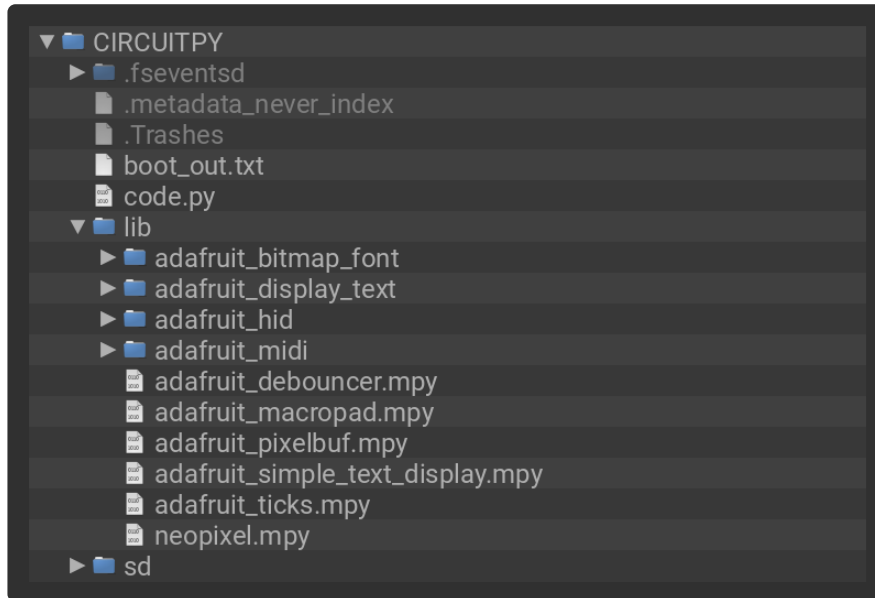 CIRCUITPY
.fseventsd
.metadata_never_index
.Trashes
boot_out.txt
code.py
lib
adafruit_bitmap_font
adafruit_display_text
adafruit_hid
adafruit_midi
adafruit_debouncer.mpy
adafruit_macropad.mpy
adafruit_pixelbuf.mpy
adafruit_simple_text_display.mpy
adafruit_ticks.mpy
neopixel.mpy
sd